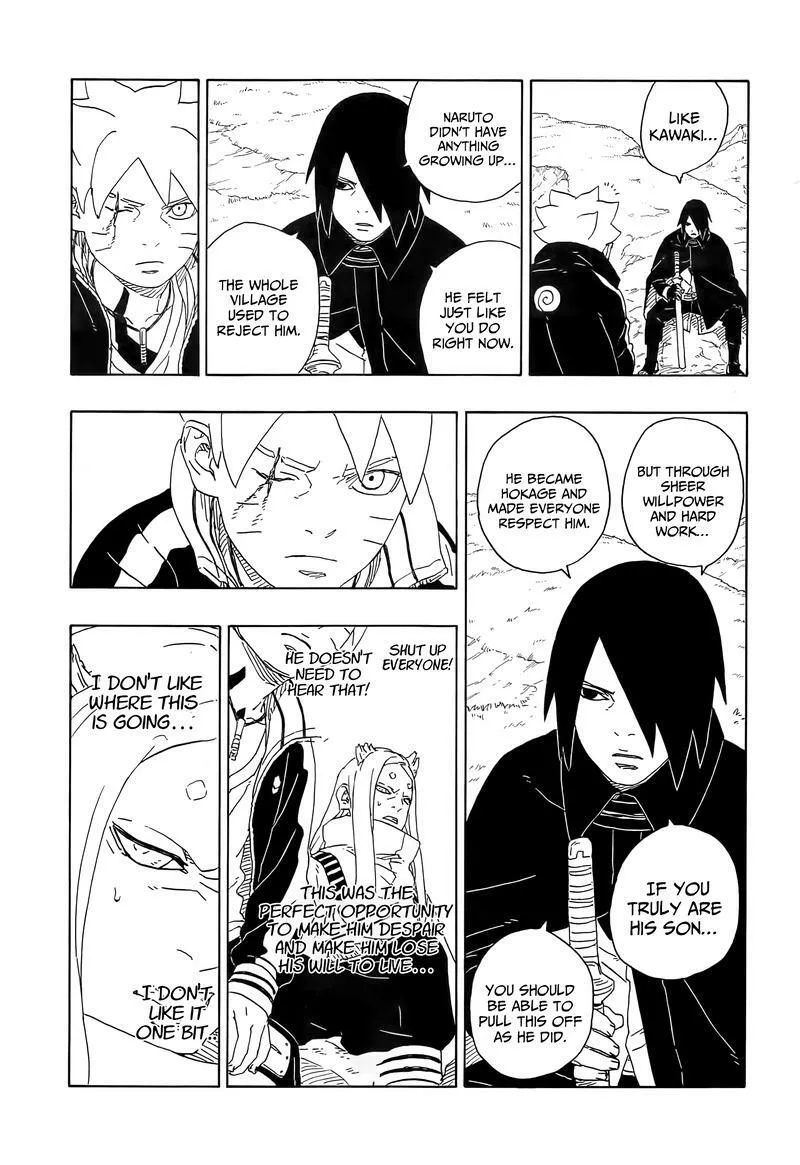 LIKE
KAWAKI...
NARUTO
DIDN'T HAVE
ANYTHING
GROWING UP...
HE FELT
JUST LIKE
YOU DO
RIGHT NOW.
THE WHOLE
VILLAGE
USED TO
REJECT HIM.
BUT THROUGH
SHEER
WILLPOWER
AND HARD
WORK...
HE BECAME
HOKAGE AND
MADE EVERYONE
RESPECT HIM.
IF YOU
TRULY ARE
HIS SON...
YOU SHOULD
BE ABLE TO
PULL THIS OFF
AS HE DID.
SHUT UP
EVERYONE!
HE DOESN'T
NEED TO
HEAR THAT!
THIS WAS THE
PERFECT OPPORTUNITY
TO MAKE HIM DESPAIR
AND MAKE HIM LOSE
HIS WILL TO LIVE...
I DON'T LIKE
WHERE THIS
IS GOING...
I DON'T
LIKE IT
ONE BIT...